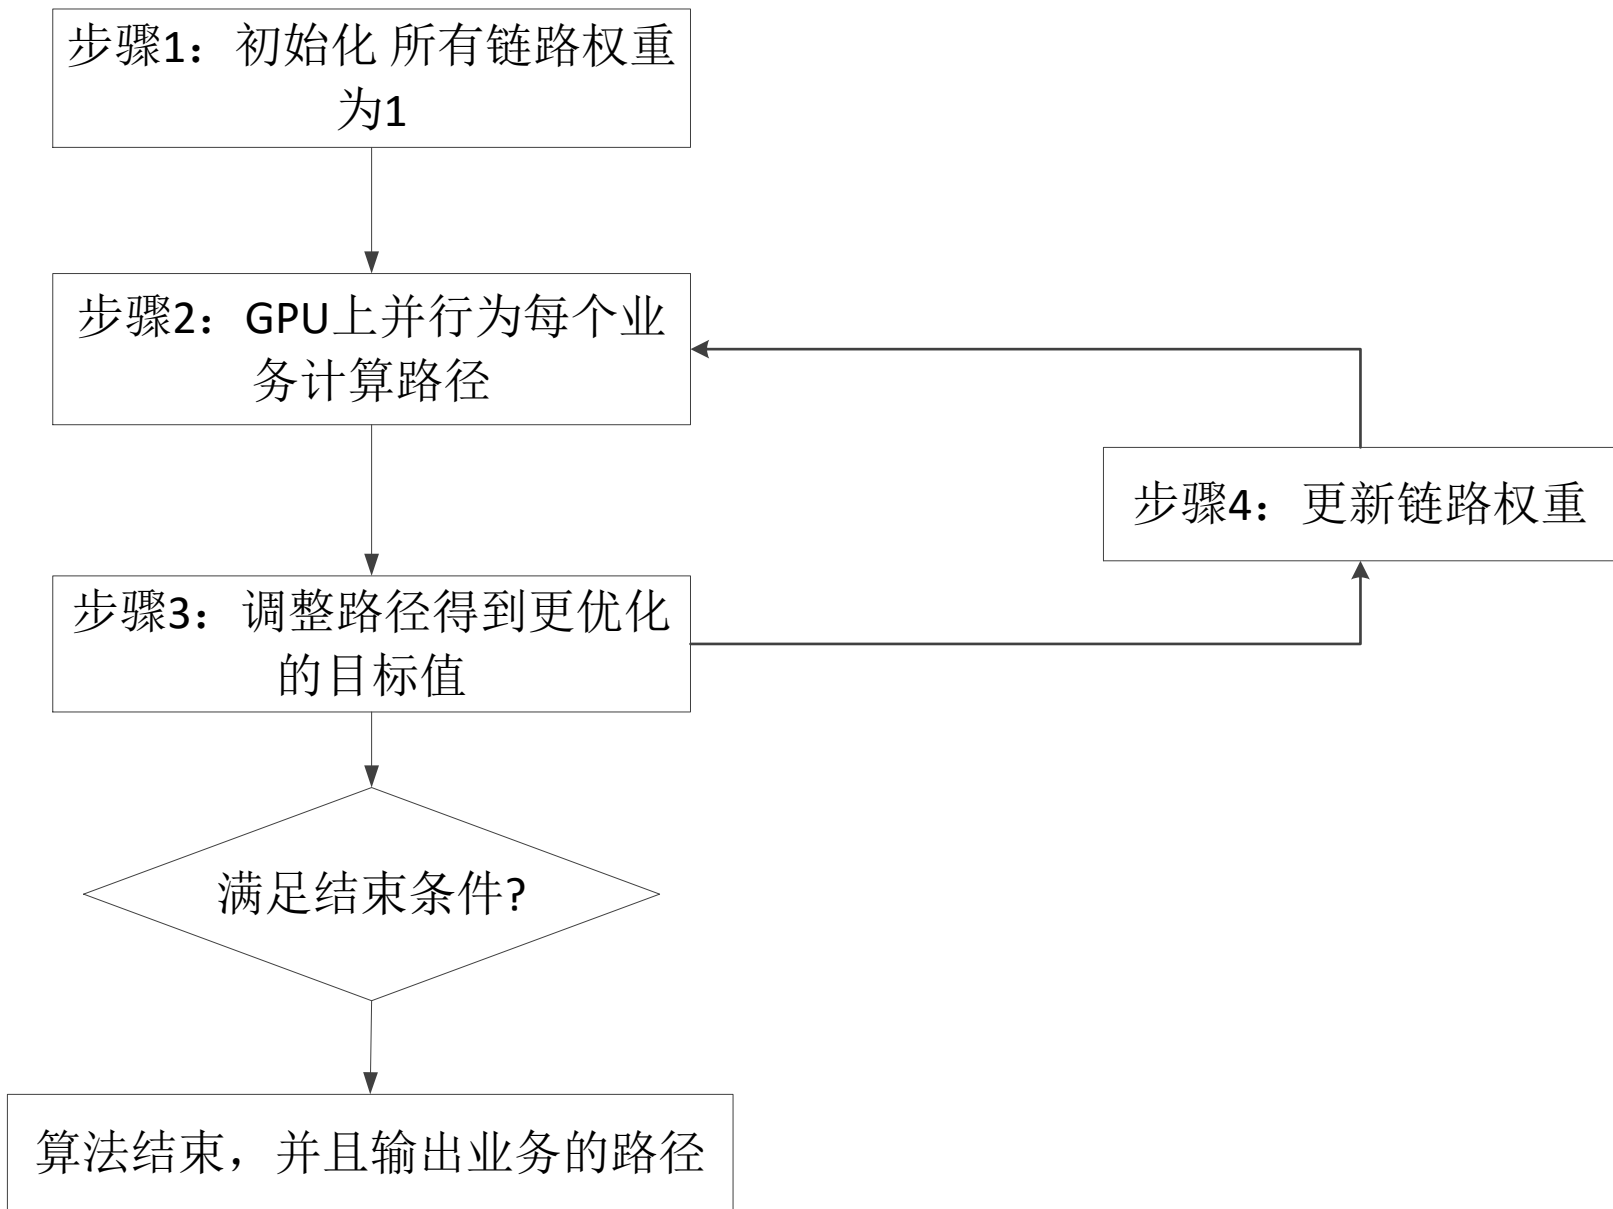 步骤1：初始化 所有链路权重
为1
步骤2：GPU上并行为每个业
务计算路径
步骤4：更新链路权重
步骤3：调整路径得到更优化
的目标值
满足结束条件?
算法结束，并且输出业务的路径